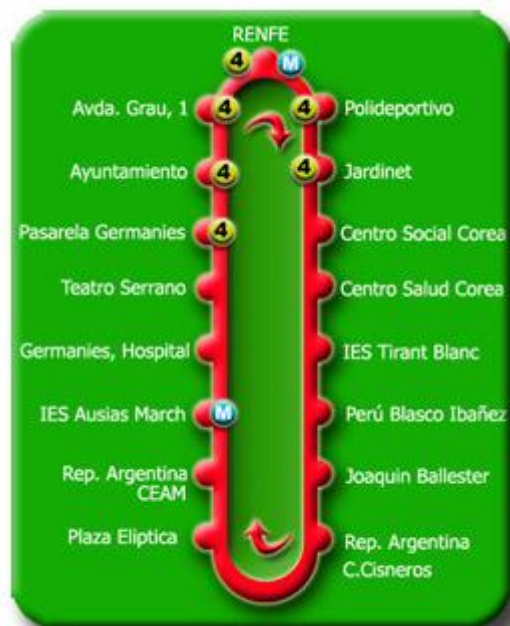 RENFE
4 M
Avda. Grau, 1 4 4 Polideportivo
Ayuntamiento 4 4 Jardinet
Pasarela Germanies 4 Centro Social Corea
Teatro Serrano Centro Salud Corea
Germanies, Hospital IES Tirant Blanc
IES Ausias March M Perú Blasco Ibañez
Rep. Argentina Joaquin Ballester
CEAM
Plaza Eliptica Rep. Argentina
C.Cisneros